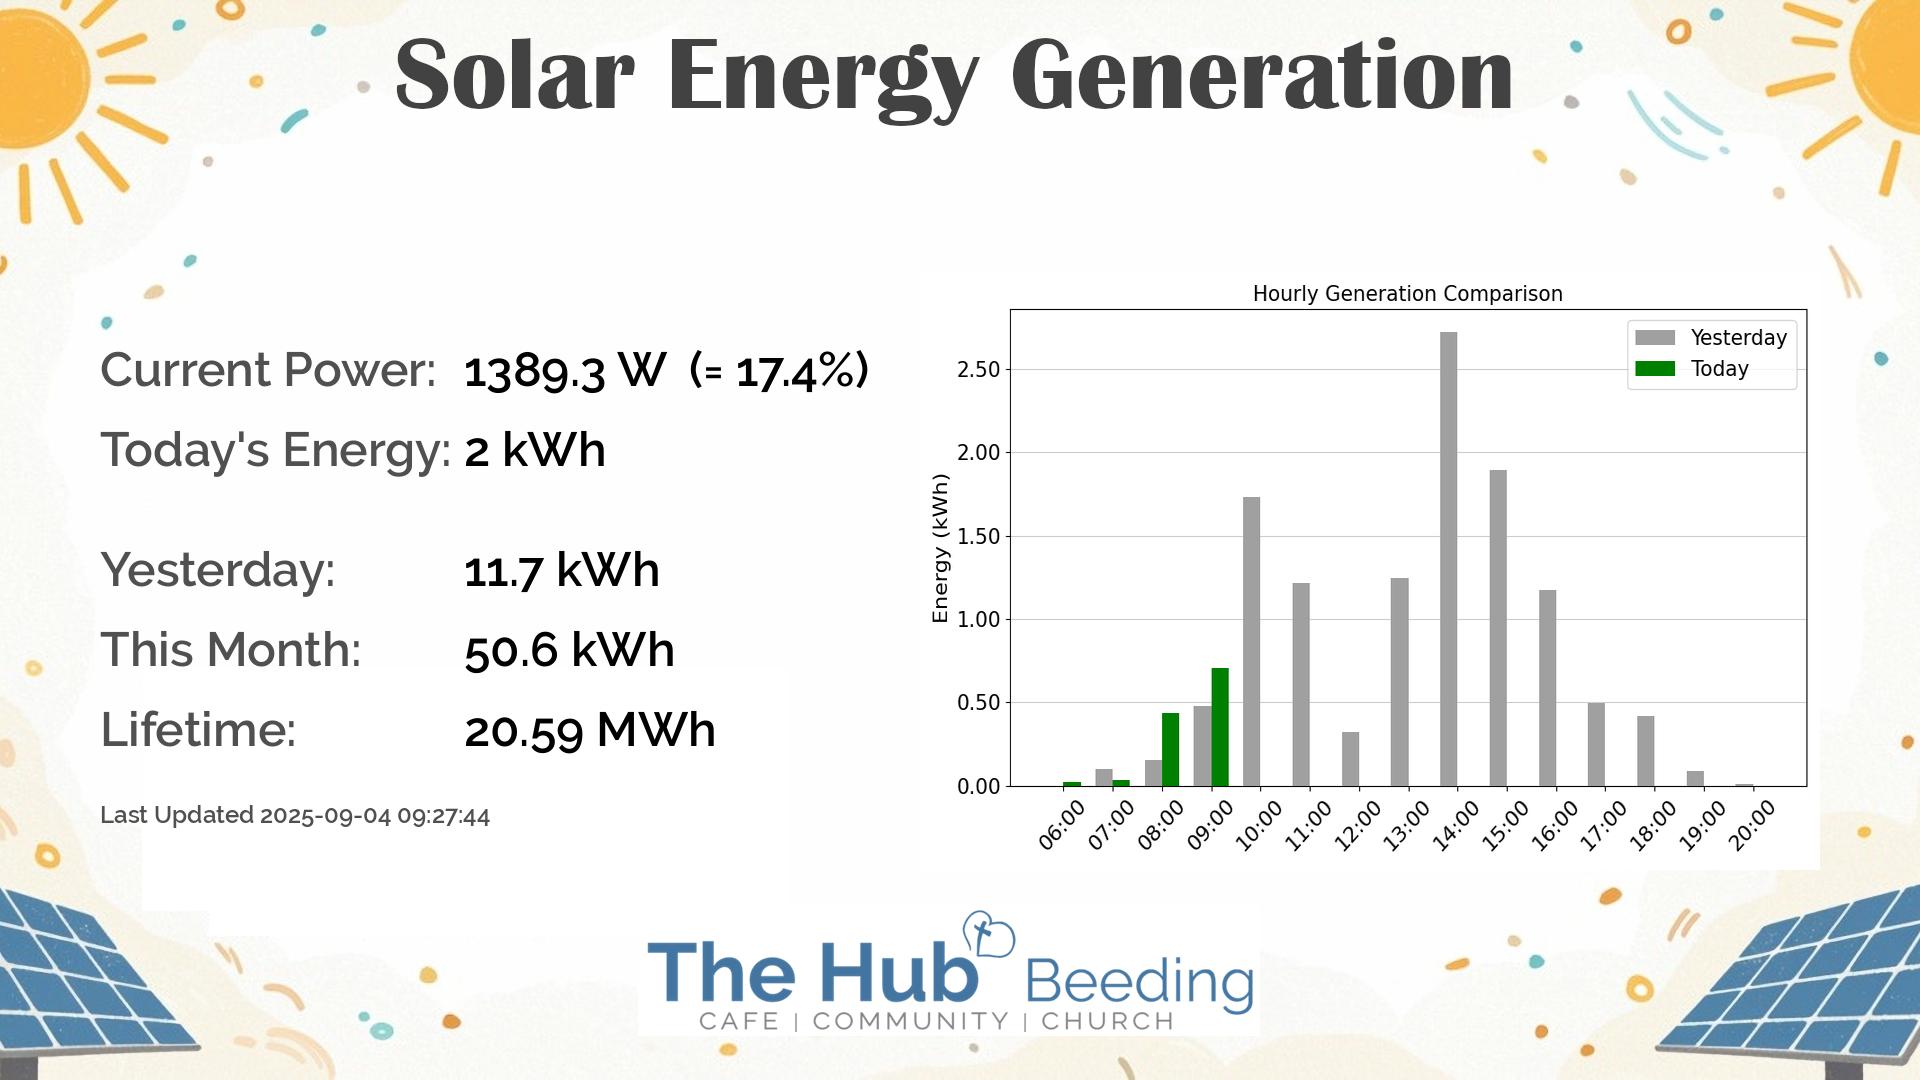 Solar Energy Generation
Current Power: 1389.3 W (= 17.4%)
Today's Energy: 2 kWh
Yesterday: 11.7 kWh
This Month: 50.6 kWh
Lifetime: 20.59 MWh
Last Updated 2025-09-04 09:27:44
Hourly Generation Comparison
Yesterday
Today
Energy (kWh)
2.50
2.00
1.50
1.00
0.50
0.00
06:00 07:00 08:00 09:00 10:00 11:00 12:00 13:00 14:00 15:00 16:00 17:00 18:00 19:00 20:00
The Hub Beeding
CAFE | COMMUNITY | CHURCH